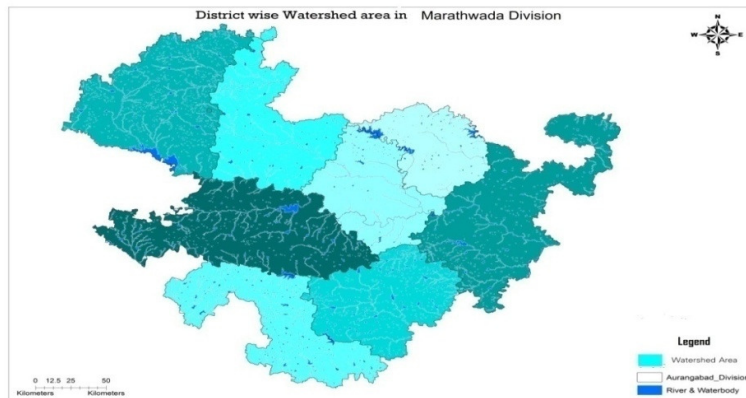 District wise Watershed area in Marathwada Division
N
W E
S
Legend
Watershed Area
Aurangabad_Division
River & Waterbody
0 12.5 25 50
Kilometers Kilometers